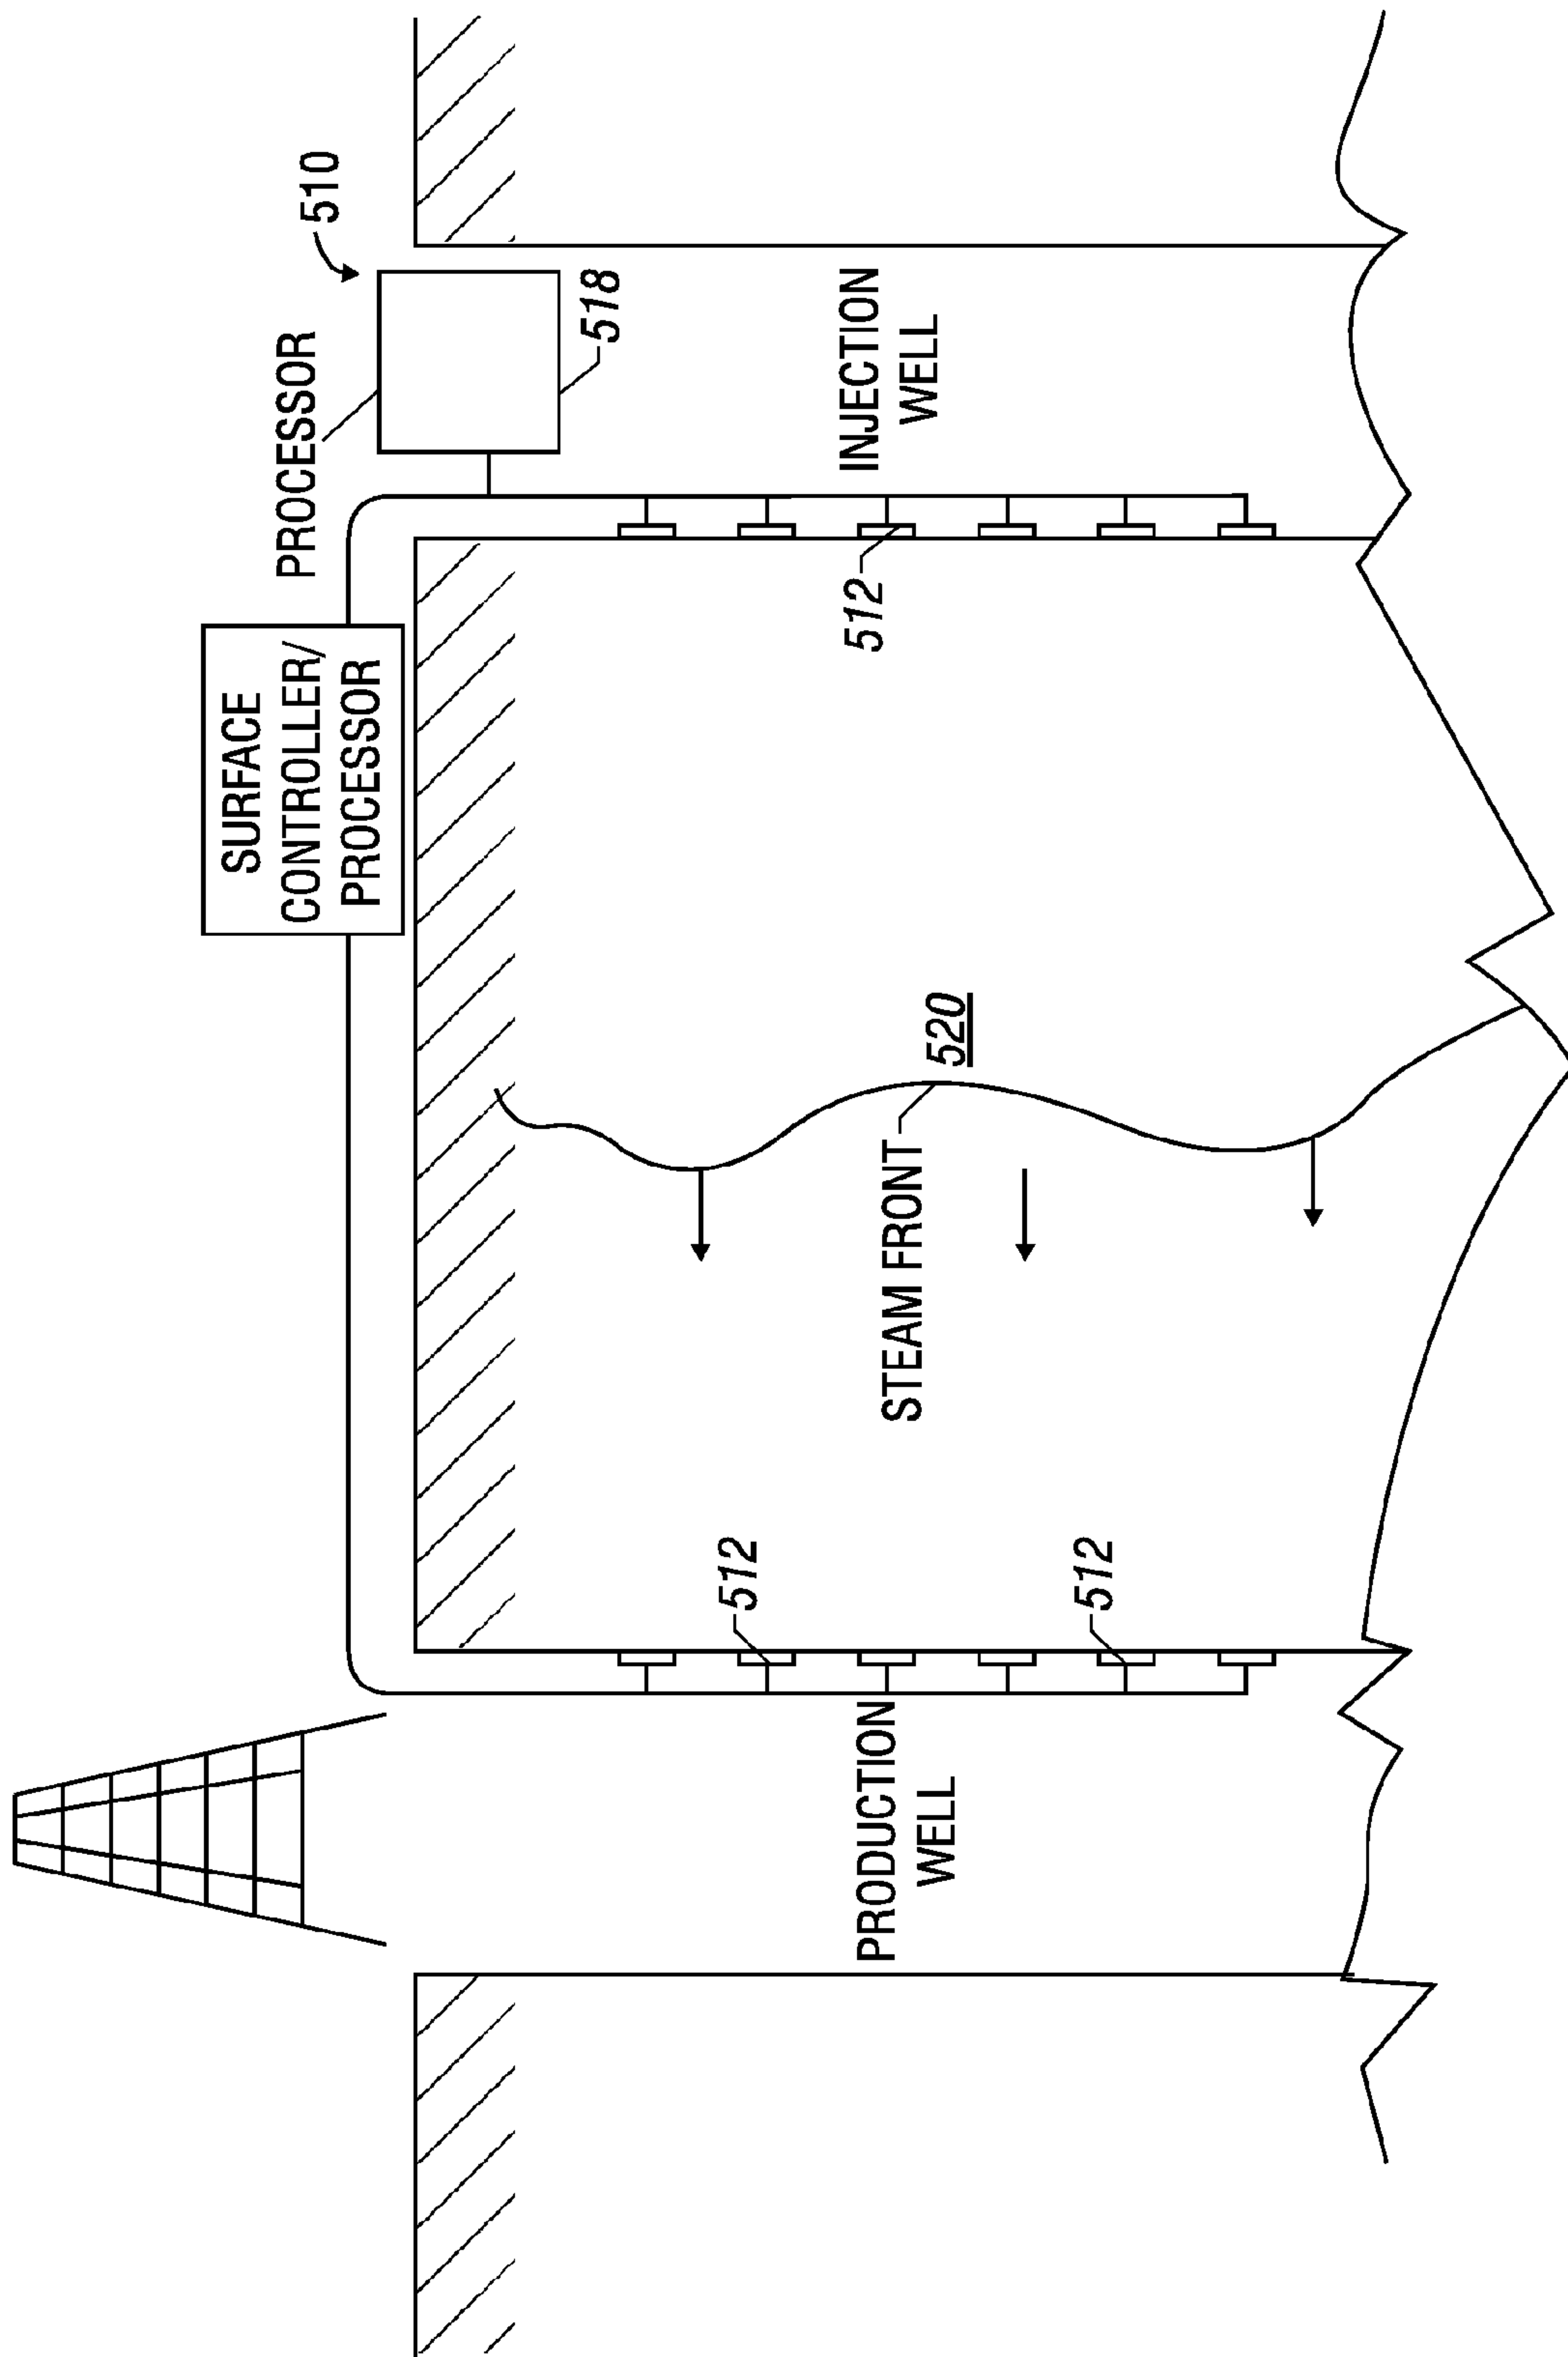 SURFACE
CONTROLLER/
PROCESSOR
PROCESSOR
510
518
512
512
512
PRODUCTION
WELL
STEAM FRONT
520
INJECTION
WELL